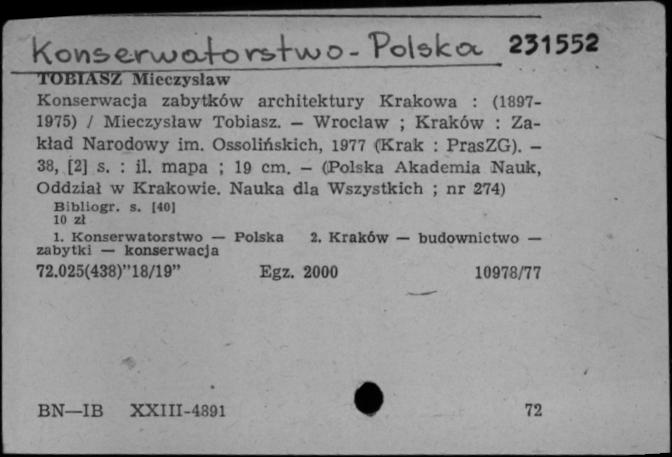 Konserwatorstwo - Polska 231552
TOBIASZ Mieczysław
Konserwacja zabytków architektury Krakowa : (1897-
1975) / Mieczysław Tobiasz. — Wrocław ; Kraków : Za-
kład Narodowy im. Ossolińskich, 1977 (Krak : PrasZG). —
38, [2] s. : il. mapa ; 19 cm. — (Polska Akademia Nauk,
Oddział w Krakowie. Nauka dla Wszystkich ; nr 274)
Bibliogr. s. [40]
10 zł
1. Konserwatorstwo — Polska 2. Kraków — budownictwo —
zabytki — konserwacja
72.025(438)"18/19" Egz. 2000 10978/77
BN—IB XXIII-4891 72